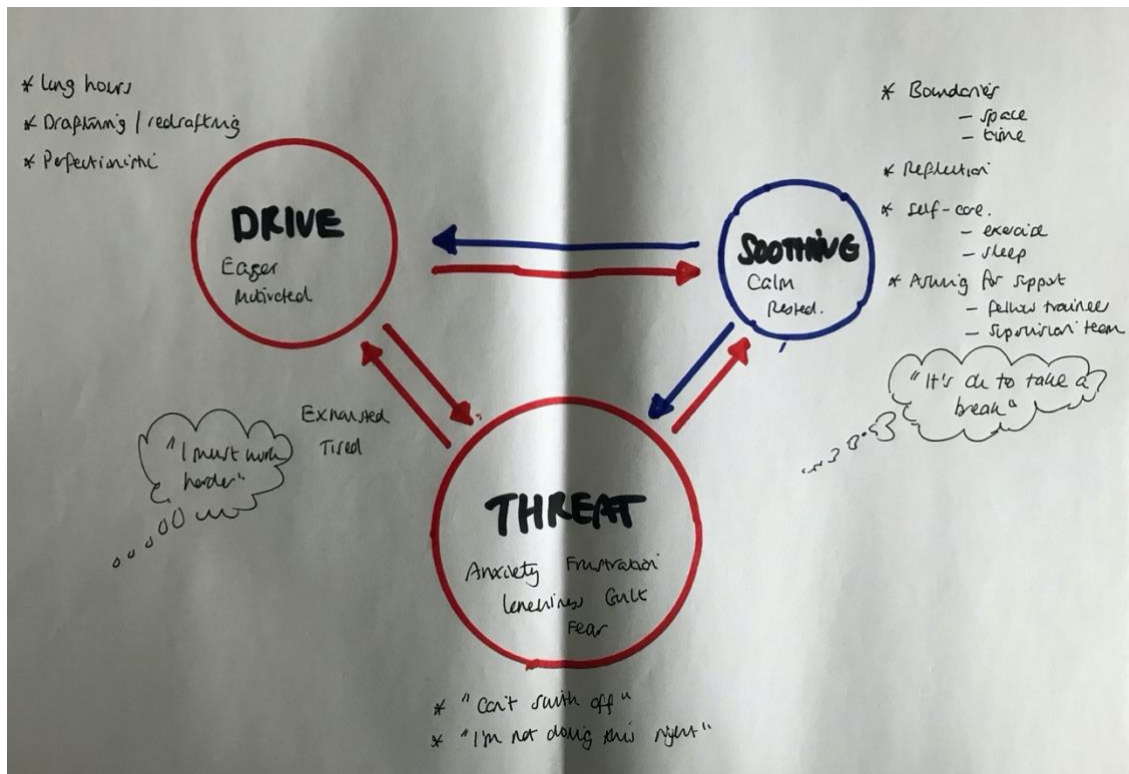 * Long hours
* Drafting / redrafting
* Perfectionistic
DRIVE
Eager
Motivated
SOOTHING
Calm
Rested.
* Boundaries
- space
- time
* Reflection
* Self-care.
- exercise
- sleep
* Asking for support
- fellow trainee
- supervision team
"It's ok to take a
break"
"I must work
harder"
Exhausted
Tired
THREAT
Anxiety Frustration
Loneliness Guilt
Fear
* "Can't switch off"
* "I'm not doing this right"